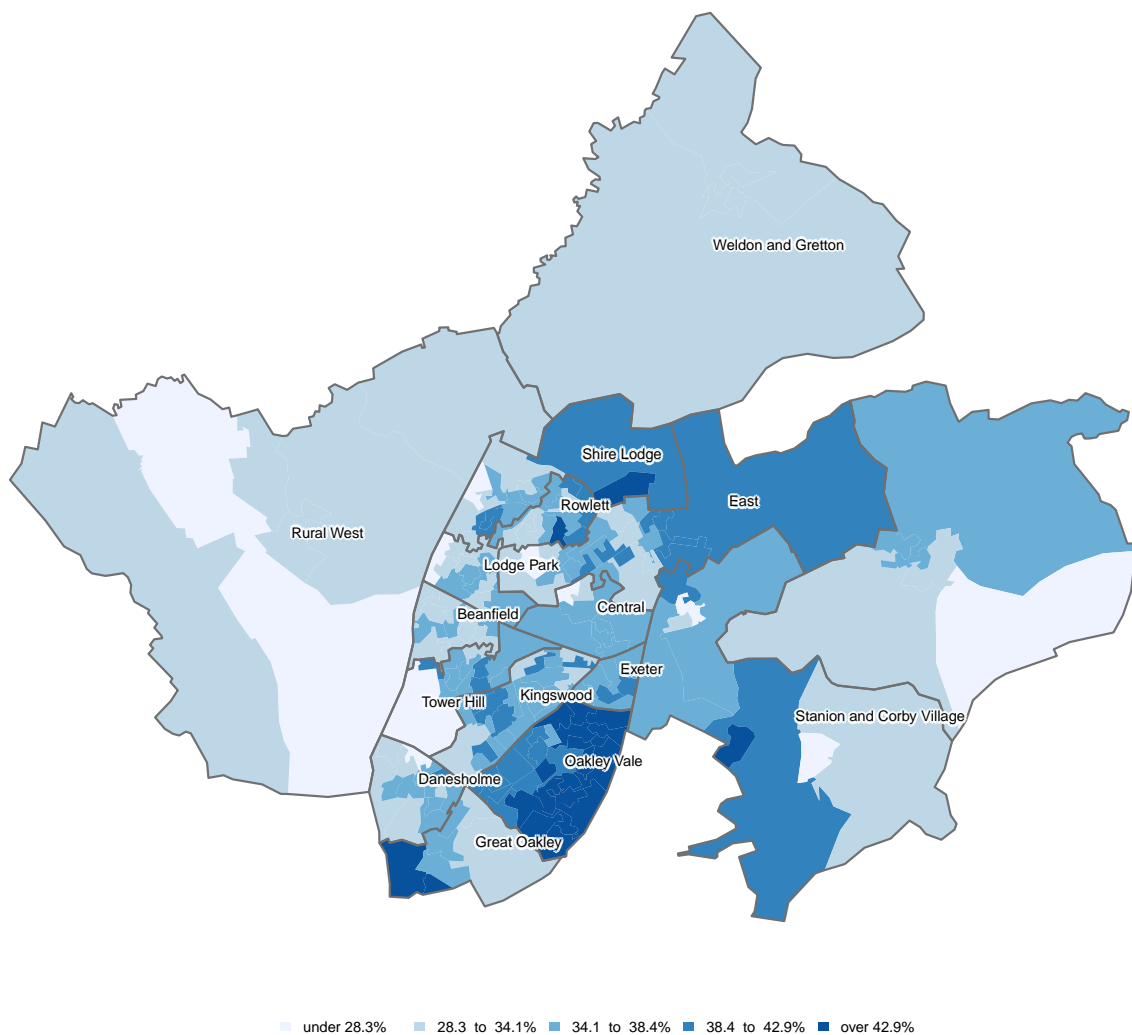 Weldon and Gretton
Shire Lodge
East
Rowlett
Rural West
Lodge Park
Beanfield
Central
Exeter
Kingswood
Tower Hill
Stanion and Corby Village
Oakley Vale
Danesholme
Great Oakley
under 28.3% 28.3 to 34.1% 34.1 to 38.4% 38.4 to 42.9% over 42.9%